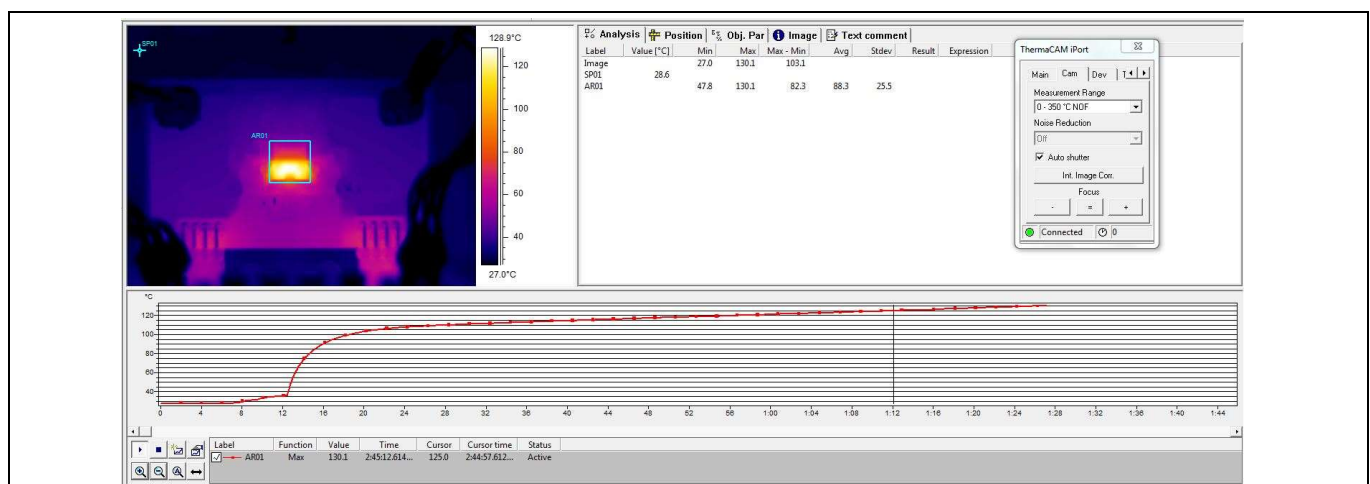 SP01
AR01
128.9°C
120
100
80
60
40
27.0°C
Analysis Position Obj. Par Image Text comment
Label Value [°C] Min Max Max - Min Avg Stdev Result Expression
Image 27.0 130.1 103.1
SP01 28.6
AR01 47.8 130.1 82.3 88.3 25.5
ThermaCAM iPort
Main Cam Dev
Measurement Range
0 - 350 °C NOF
Noise Reduction
Off
Auto shutter
Int. Image Corr.
Focus
- = +
Connected 0
°C
120
100
80
60
40
0 4 8 12 16 20 24 28 32 36 40 44 48 52 56 1:00 1:04 1:08 1:12 1:16 1:20 1:24 1:28 1:32 1:36 1:40 1:44
Label Function Value Time Cursor Cursor time Status
AR01 Max 130.1 2:45:12.614... 125.0 2:44:57.612... Active